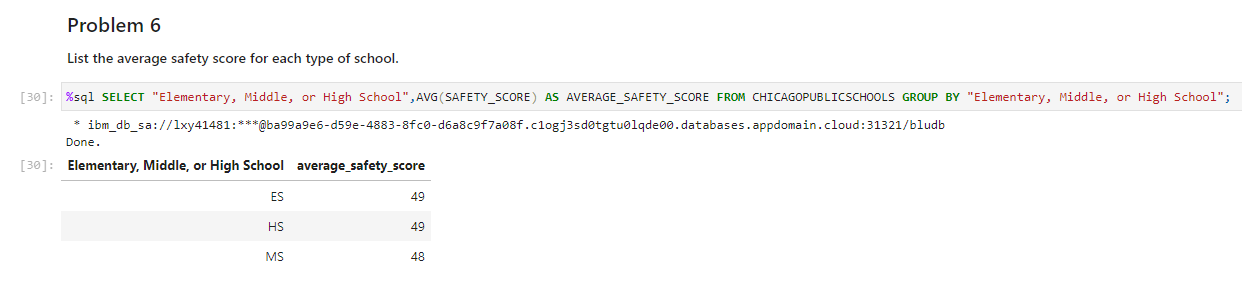 Problem 6
List the average safety score for each type of school.
[30]: %sql SELECT "Elementary, Middle, or High School",AVG(SAFETY_SCORE) AS AVERAGE_SAFETY_SCORE FROM CHICAGOPUBLICSCHOOLS GROUP BY "Elementary, Middle, or High School";
* ibm_db_sa://lxy41481:***@ba99a9e6-d59e-4883-8fc0-d6a8c9f7a08f.c1ogj3sd0tgtu0lqde00.databases.appdomain.cloud:31321/bludb
Done.
[30]: Elementary, Middle, or High School average_safety_score
ES 49
HS 49
MS 48